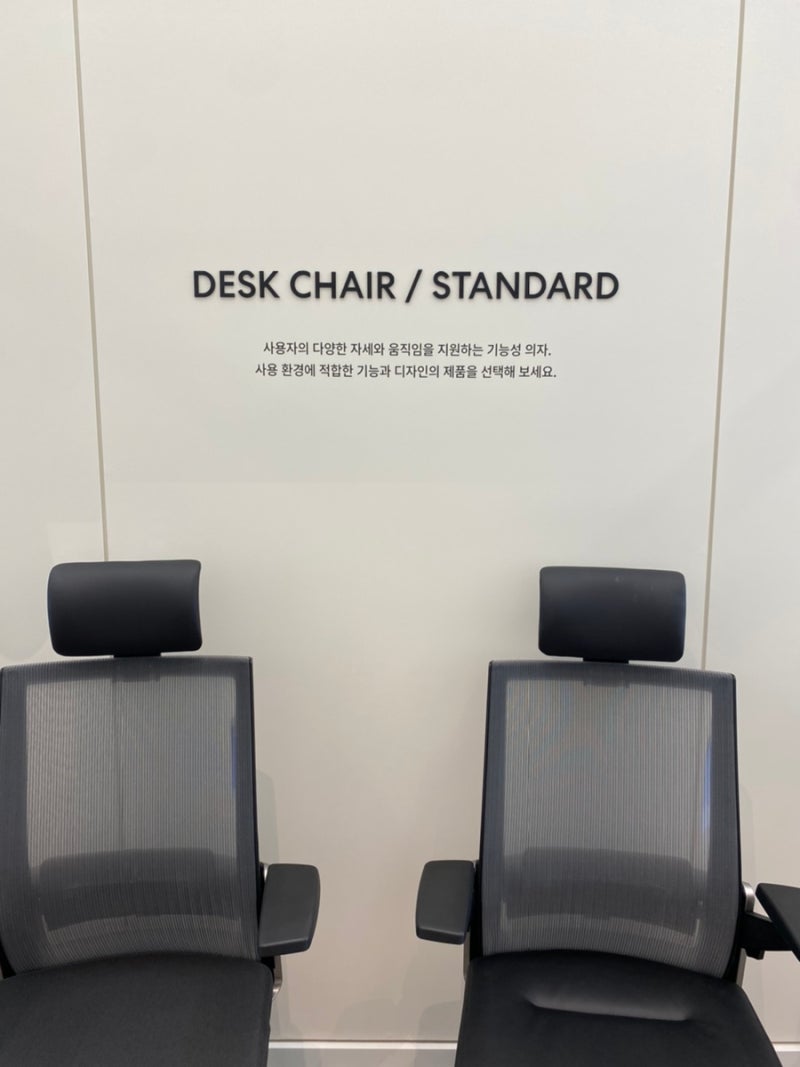 DESK CHAIR / STANDARD
사용자의 다양한 자세와 움직임을 지원하는 기능성 의자.
사용 환경에 적합한 기능과 디자인의 제품을 선택해 보세요.